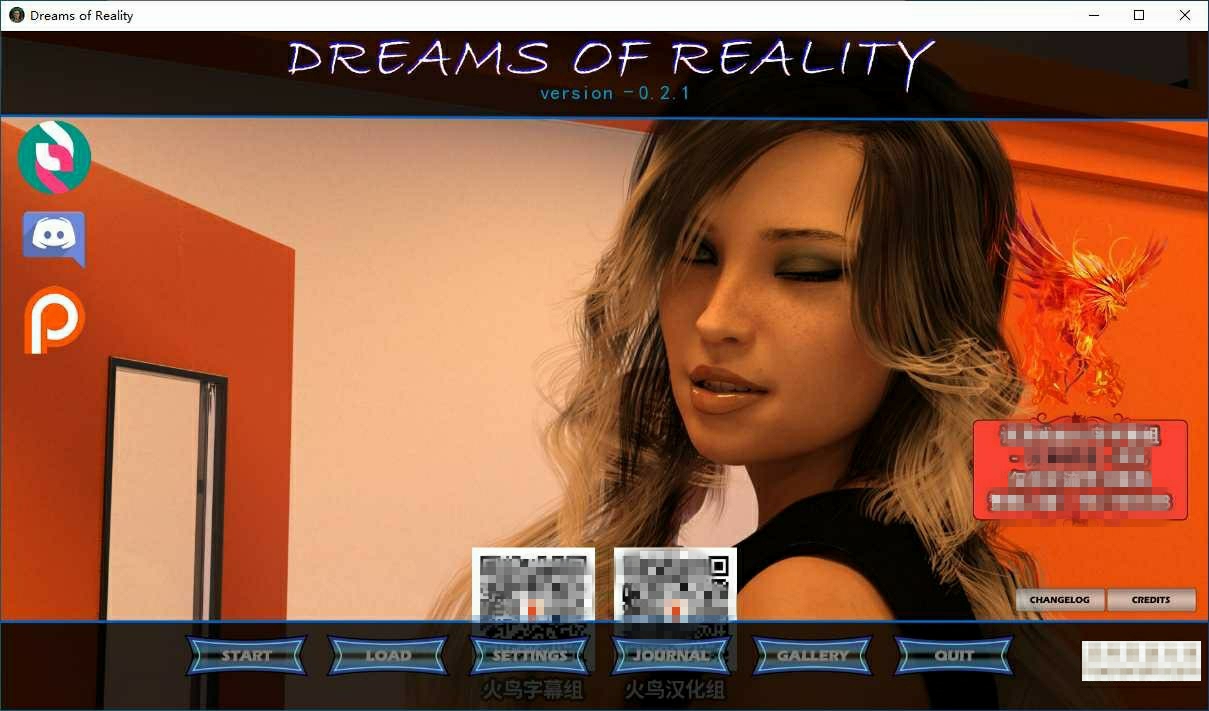 Dreams of Reality
DREAMS OF REALITY
version -0.2.1
CHANGELOG
CREDITS
START
LOAD
SETTINGS
JOURNAL
GALLERY
QUIT
火鸟字幕组
火鸟汉化组